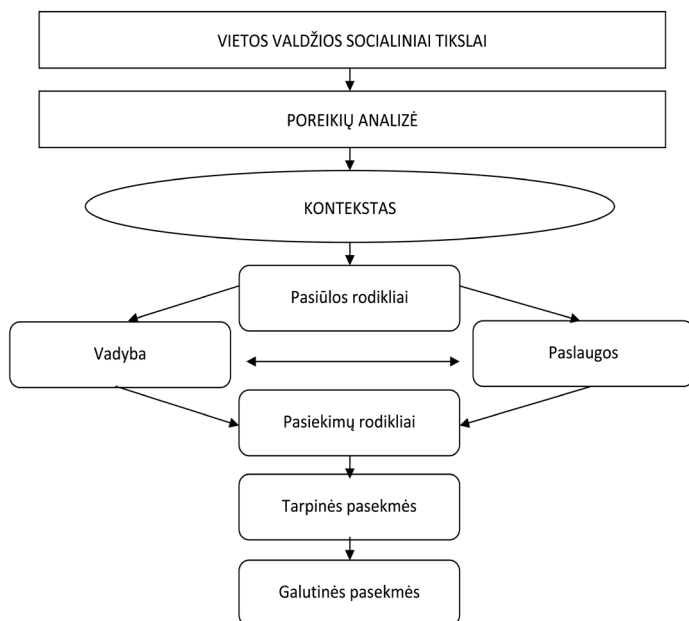 VIETOS VALDŽIOS SOCIALINIAI TIKSLAI
POREIKIŲ ANALIZĖ
KONTEKSTAS
Pasiūlos rodikliai
Vadyba
Paslaugos
Pasiekimų rodikliai
Tarpinės pasekmės
Galutinės pasekmės